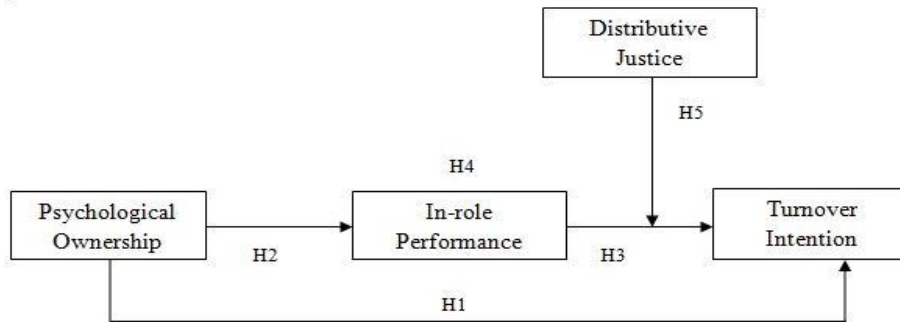 Distributive
Justice
H5
H4
Psychological
Ownership
In-role
Performance
Turnover
Intention
H2
H3
H1